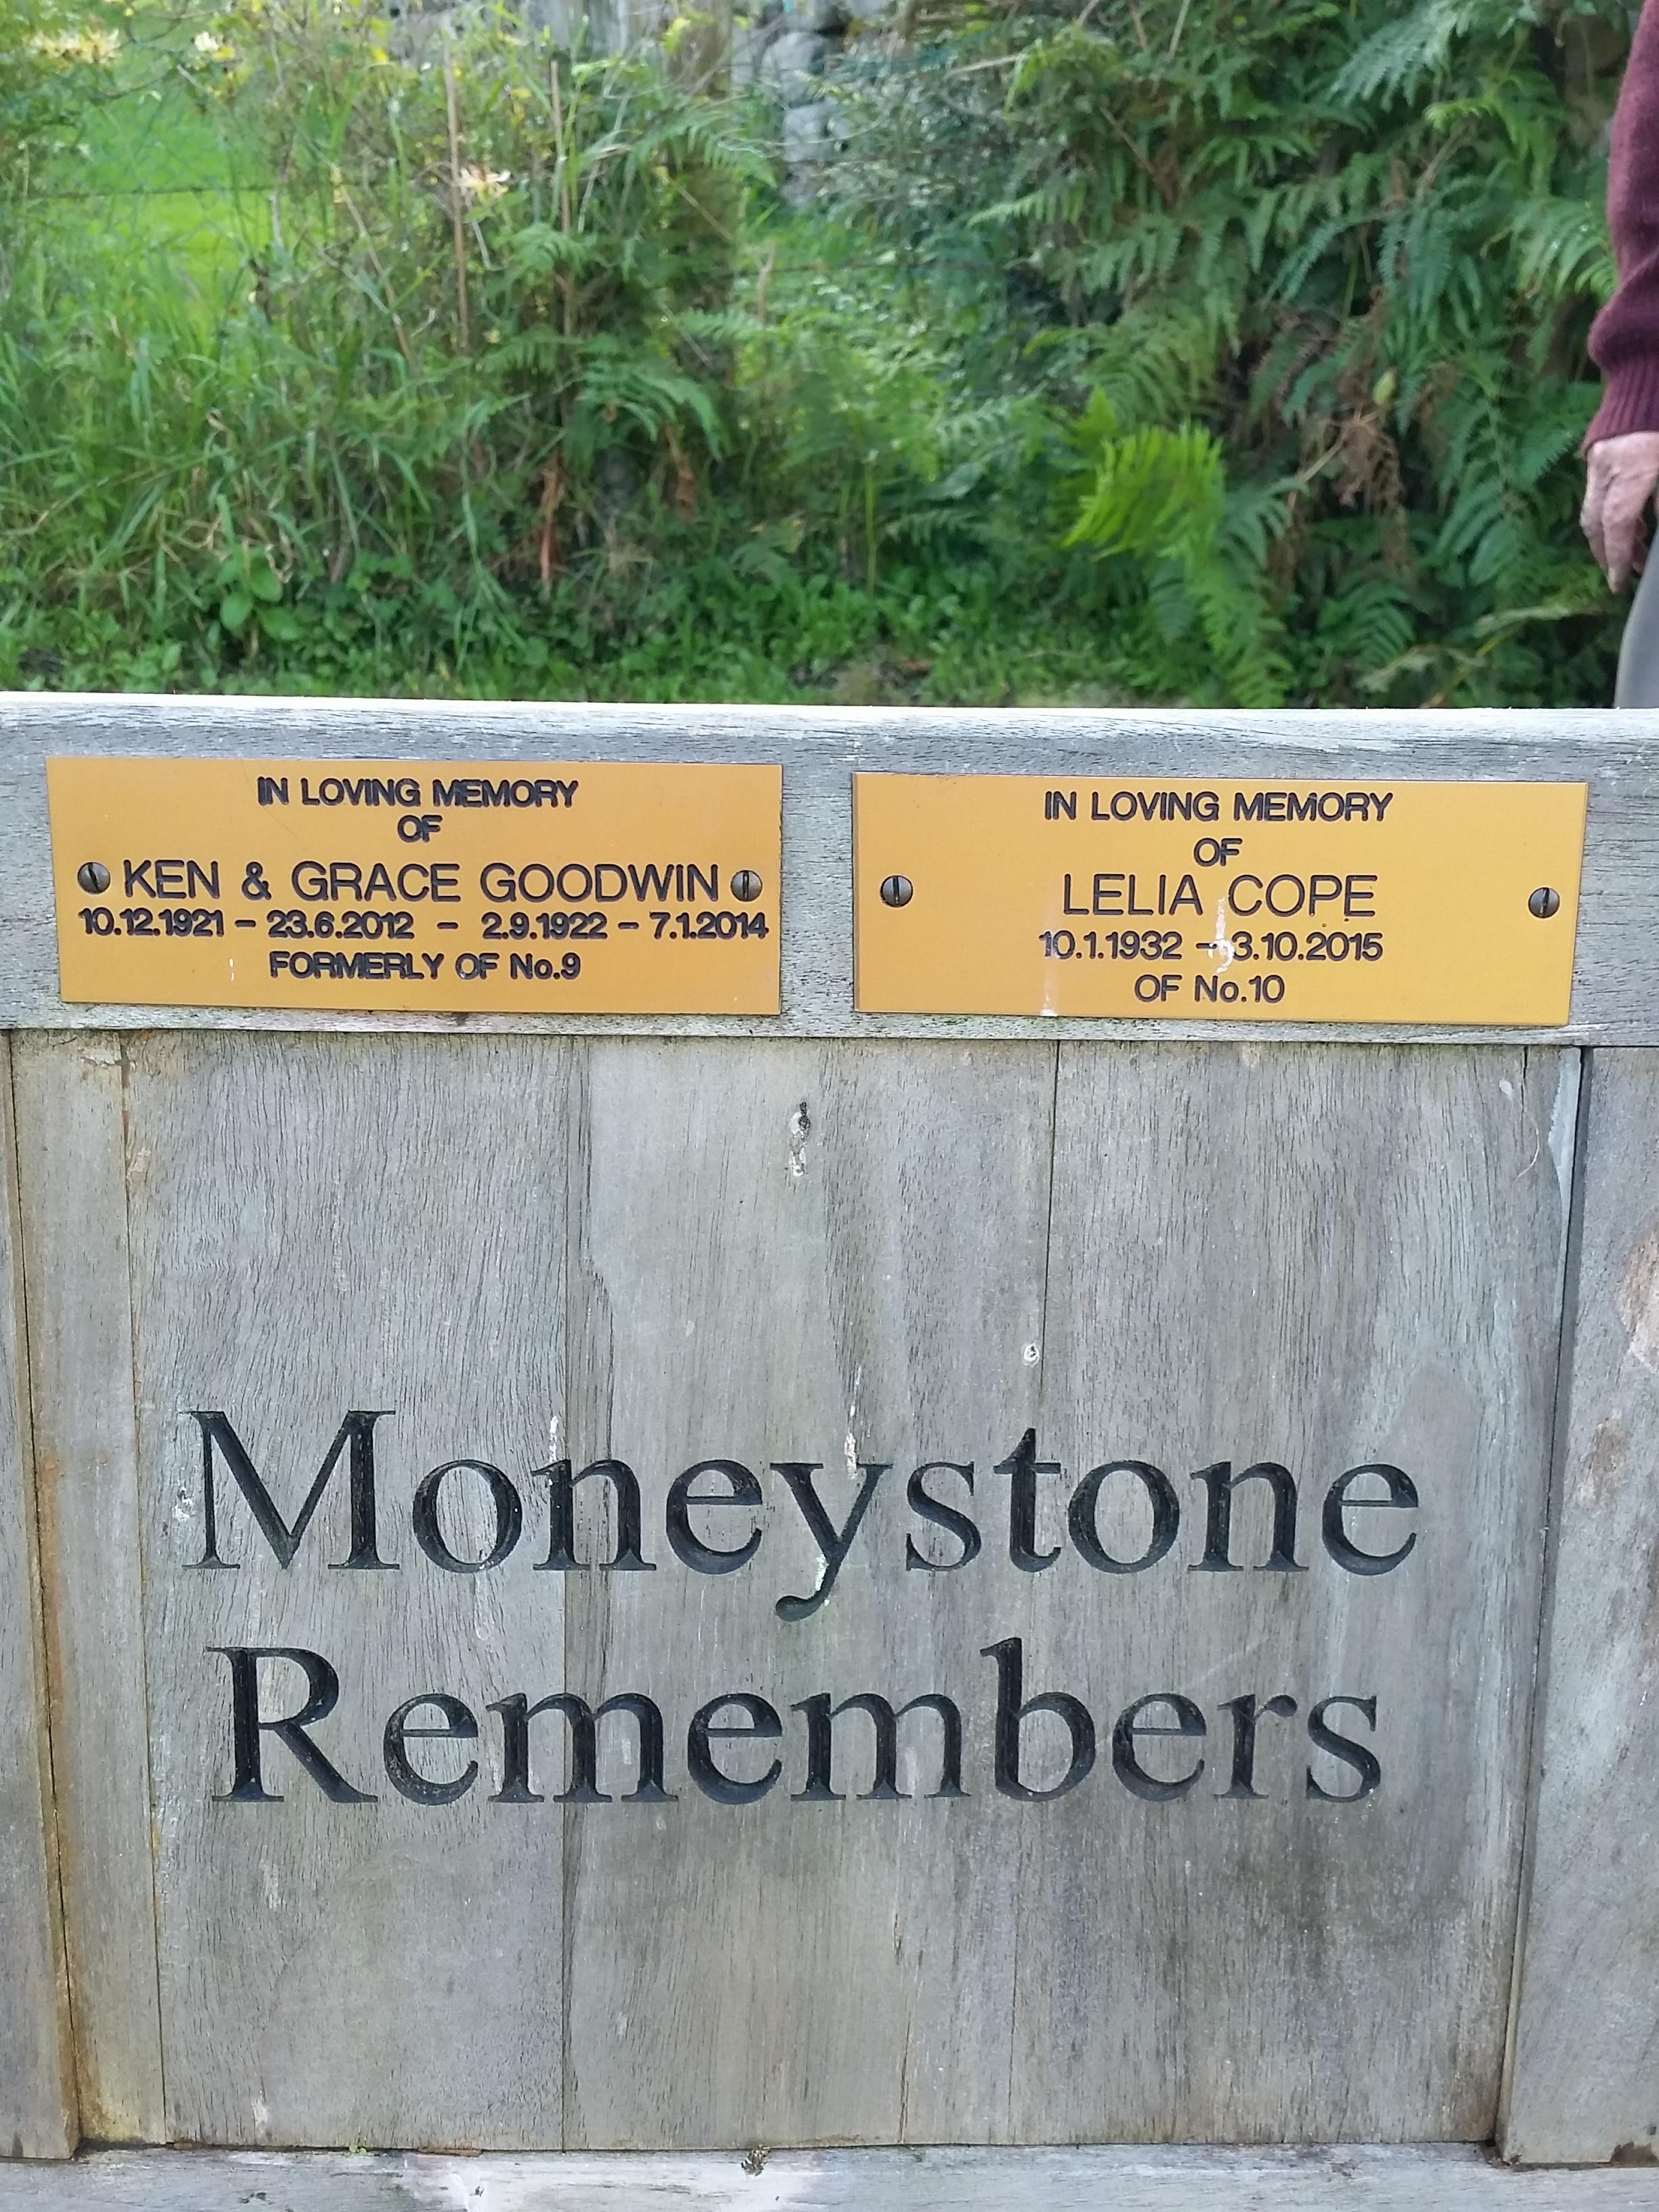 IN LOVING MEMORY
OF
KEN & GRACE GOODWIN
10.12.1921 - 23.6.2012 - 2.9.1922 - 7.1.2014
FORMERLY OF No.9
IN LOVING MEMORY
OF
LELIA COPE
10.1.1932 - 3.10.2015
OF No.10
Moneystone
Remembers